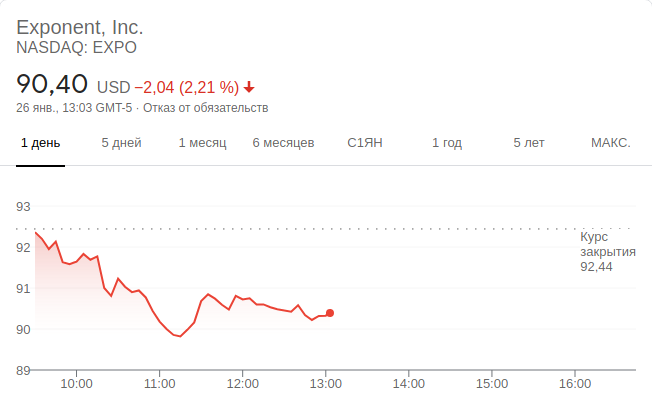 Exponent, Inc.
NASDAQ: EXPO
90,40 USD −2,04 (2,21 %)
26 янв., 13:03 GMT-5 · Отказ от обязательств
1 день 5 дней 1 месяц 6 месяцев С1ЯН 1 год 5 лет МАКС.
93
Курс
закрытия
92,44
92
91
90
89
10:00 11:00 12:00 13:00 14:00 15:00 16:00